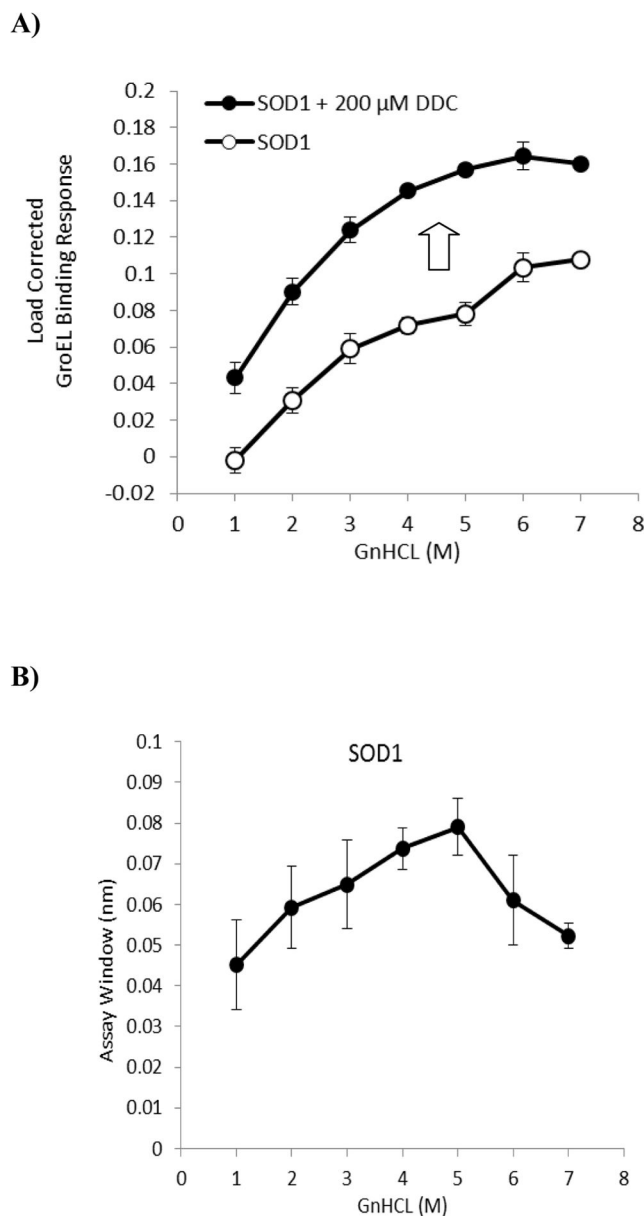 A)
SOD1 + 200 µM DDC
SOD1
0.2
0.18
0.16
0.14
0.12
0.1
0.08
0.06
0.04
0.02
0
-0.02
Load Corrected
GroEL Binding Response
0 1 2 3 4 5 6 7 8
GnHCL (M)
B)
SOD1
0.1
0.09
0.08
0.07
0.06
0.05
0.04
0.03
0.02
0.01
0
Assay Window (nm)
0 1 2 3 4 5 6 7 8
GnHCL (M)